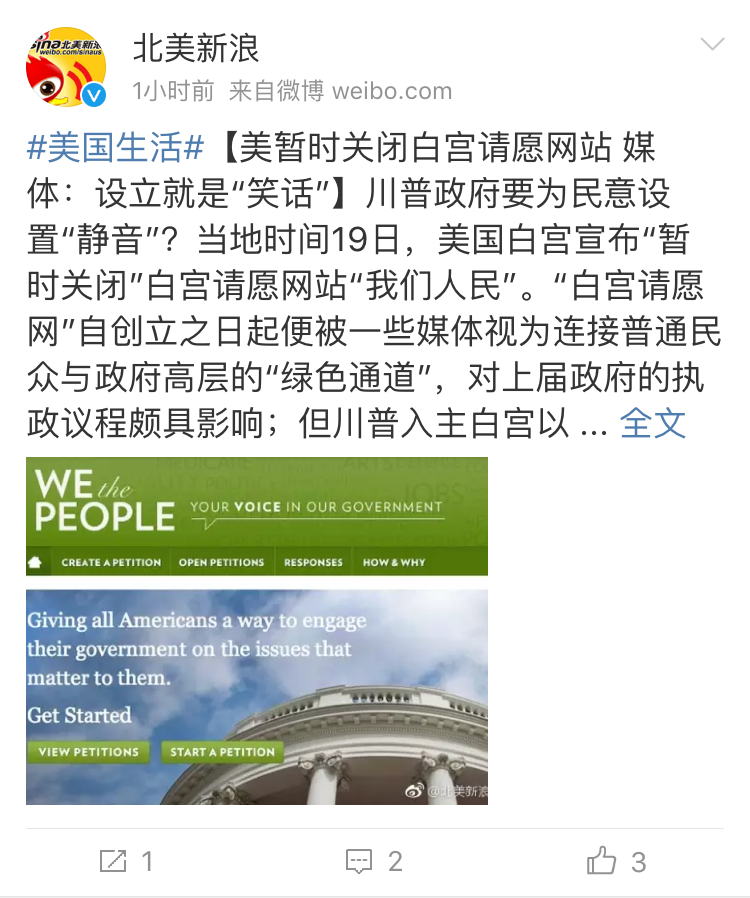 sina北美新浪
weibo.com/sinaus
北美新浪
1小时前 来自微博 weibo.com
#美国生活#【美暂时关闭白宫请愿网站 媒
体：设立就是“笑话”】川普政府要为民意设
置“静音”？当地时间19日，美国白宫宣布“暂
时关闭”白宫请愿网站“我们人民”。“白宫请愿
网”自创立之日起便被一些媒体视为连接普通民
众与政府高层的“绿色通道”，对上届政府的执
政议程颇具影响；但川普入主白宫以 ... 全文
WE the
PEOPLE
YOUR VOICE IN OUR GOVERNMENT
CREATE A PETITION OPEN PETITIONS RESPONSES HOW & WHY
Giving all Americans a way to engage
their government on the issues that
matter to them.
Get Started
VIEW PETITIONS START A PETITION
@北美新浪
1 2 3